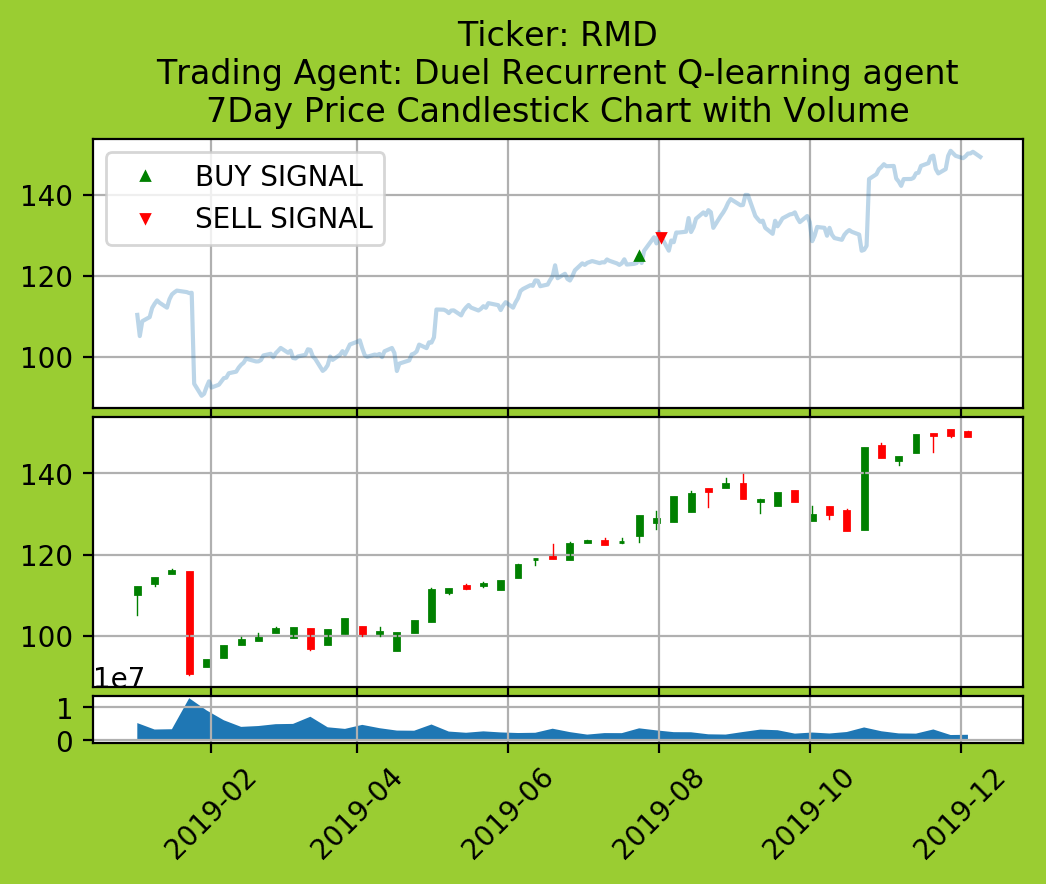 Ticker: RMD
Trading Agent: Duel Recurrent Q-learning agent
7Day Price Candlestick Chart with Volume
BUY SIGNAL
SELL SIGNAL
140
120
100
140
120
100
1e7
1
0
2019-02
2019-04
2019-06
2019-08
2019-10
2019-12